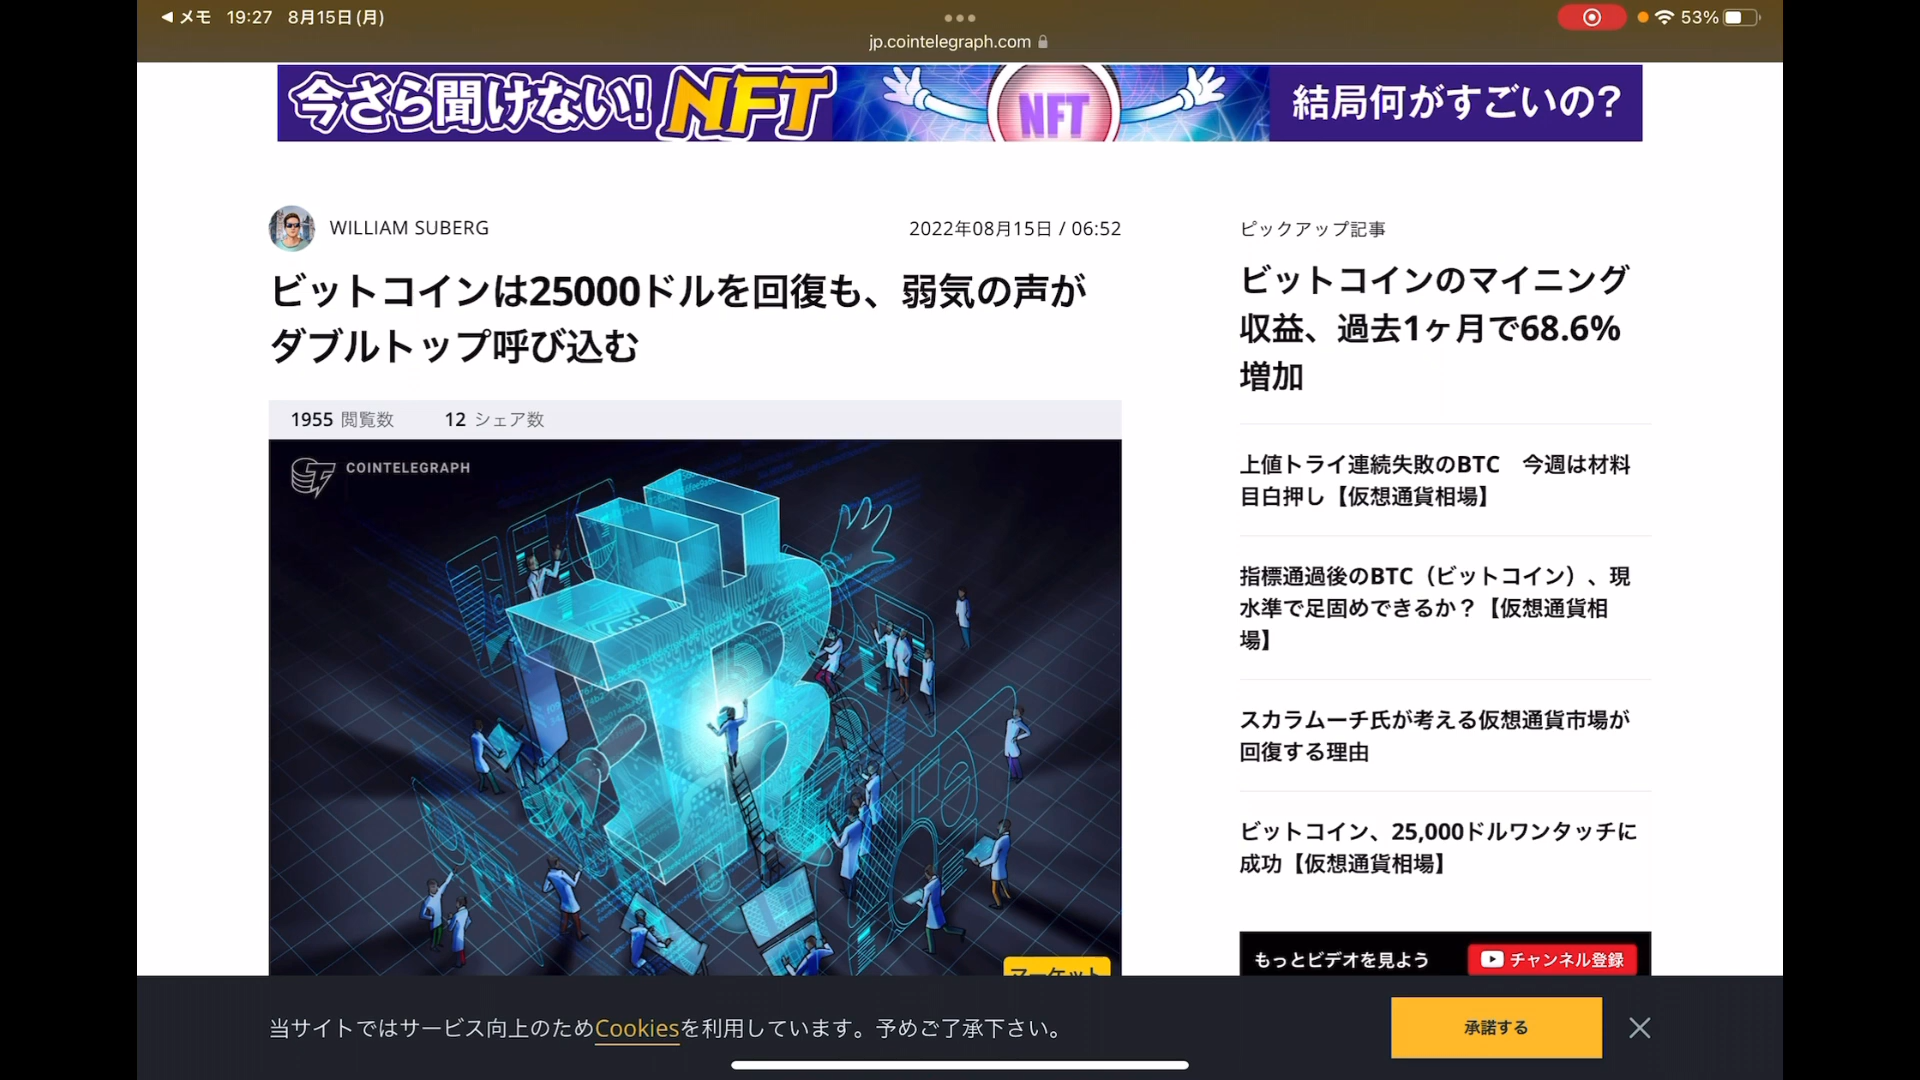 メモ 19:27 8月15日(月)
53%
jp.cointelegraph.com
今さら聞けない! NFT
NFT
結局何がすごいの?
WILLIAM SUBERG
2022年08月15日 / 06:52
ビットコインは25000ドルを回復も、弱気の声が
ダブルトップ呼び込む
1955 閲覧数 12 シェア数
COINTELEGRAPH
マーケット
ピックアップ記事
ビットコインのマイニング
収益、過去1ヶ月で68.6%
増加
上値トライ連続失敗のBTC　今週は材料
目白押し【仮想通貨相場】
指標通過後のBTC（ビットコイン）、現
水準で足固めできるか？【仮想通貨相
場】
スカラムーチ氏が考える仮想通貨市場が
回復する理由
ビットコイン、25,000ドルワンタッチに
成功【仮想通貨相場】
もっとビデオを見よう
チャンネル登録
当サイトではサービス向上のためCookiesを利用しています。予めご了承下さい。
承諾する